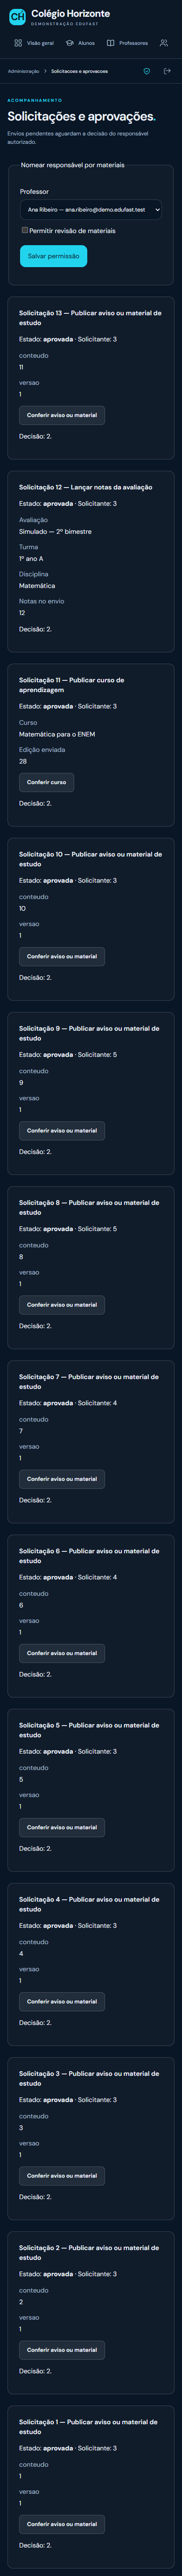 CH
Colégio Horizonte
DEMONSTRAÇÃO EDUFAST
Visão geral
Alunos
Professores
Administração > Solicitacoes e aprovacoes
ACOMPANHAMENTO
Solicitações e aprovações.
Envios pendentes aguardam a decisão do responsável
autorizado.
Nomear responsável por materiais
Professor
Ana Ribeiro — ana.ribeiro@demo.edufast.test
Permitir revisão de materiais
Salvar permissão
Solicitação 13 — Publicar aviso ou material de
estudo
Estado: aprovada · Solicitante: 3
conteudo
11
versao
1
Conferir aviso ou material
Decisão: 2.
Solicitação 12 — Lançar notas da avaliação
Estado: aprovada · Solicitante: 3
Avaliação
Simulado — 2º bimestre
Turma
1º ano A
Disciplina
Matemática
Notas no envio
12
Decisão: 2.
Solicitação 11 — Publicar curso de
aprendizagem
Estado: aprovada · Solicitante: 3
Curso
Matemática para o ENEM
Edição enviada
28
Conferir curso
Decisão: 2.
Solicitação 10 — Publicar aviso ou material de
estudo
Estado: aprovada · Solicitante: 3
conteudo
10
versao
1
Conferir aviso ou material
Decisão: 2.
Solicitação 9 — Publicar aviso ou material de
estudo
Estado: aprovada · Solicitante: 5
conteudo
9
versao
1
Conferir aviso ou material
Decisão: 2.
Solicitação 8 — Publicar aviso ou material de
estudo
Estado: aprovada · Solicitante: 5
conteudo
8
versao
1
Conferir aviso ou material
Decisão: 2.
Solicitação 7 — Publicar aviso ou material de
estudo
Estado: aprovada · Solicitante: 4
conteudo
7
versao
1
Conferir aviso ou material
Decisão: 2.
Solicitação 6 — Publicar aviso ou material de
estudo
Estado: aprovada · Solicitante: 4
conteudo
6
versao
1
Conferir aviso ou material
Decisão: 2.
Solicitação 5 — Publicar aviso ou material de
estudo
Estado: aprovada · Solicitante: 3
conteudo
5
versao
1
Conferir aviso ou material
Decisão: 2.
Solicitação 4 — Publicar aviso ou material de
estudo
Estado: aprovada · Solicitante: 3
conteudo
4
versao
1
Conferir aviso ou material
Decisão: 2.
Solicitação 3 — Publicar aviso ou material de
estudo
Estado: aprovada · Solicitante: 3
conteudo
3
versao
1
Conferir aviso ou material
Decisão: 2.
Solicitação 2 — Publicar aviso ou material de
estudo
Estado: aprovada · Solicitante: 3
conteudo
2
versao
1
Conferir aviso ou material
Decisão: 2.
Solicitação 1 — Publicar aviso ou material de
estudo
Estado: aprovada · Solicitante: 3
conteudo
1
versao
1
Conferir aviso ou material
Decisão: 2.